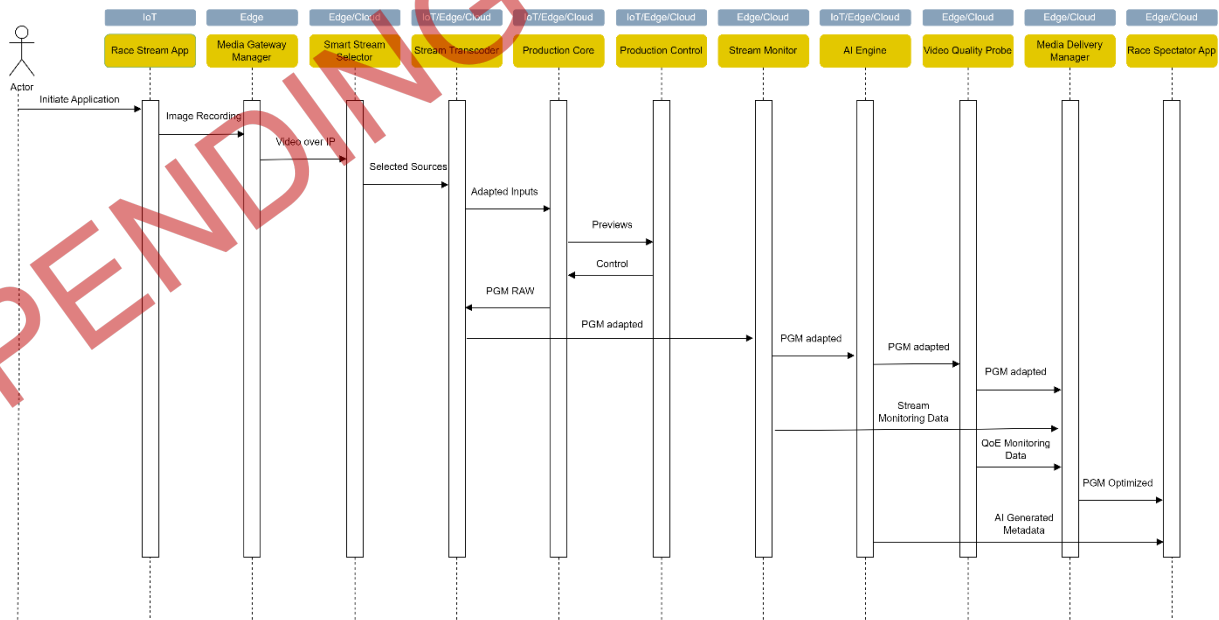 IoT
Edge
Edge/Cloud
IoT/Edge/Cloud
IoT/Edge/Cloud
IoT/Edge/Cloud
Edge/Cloud
IoT/Edge/Cloud
Edge/Cloud
Edge/Cloud
Edge/Cloud
Race Stream App
Media Gateway
Manager
Smart Stream
Selector
Stream Transcoder
Production Core
Production Control
Stream Monitor
AI Engine
Video Quality Probe
Media Delivery
Manager
Race Spectator App
Actor
Initiate Application
Image Recording
Video over IP
Selected Sources
Adapted Inputs
Previews
Control
PGM RAW
PGM adapted
PGM adapted
PGM adapted
PGM adapted
Stream
Monitoring Data
QoE Monitoring
Data
PGM Optimized
AI Generated
Metadata
PENDING